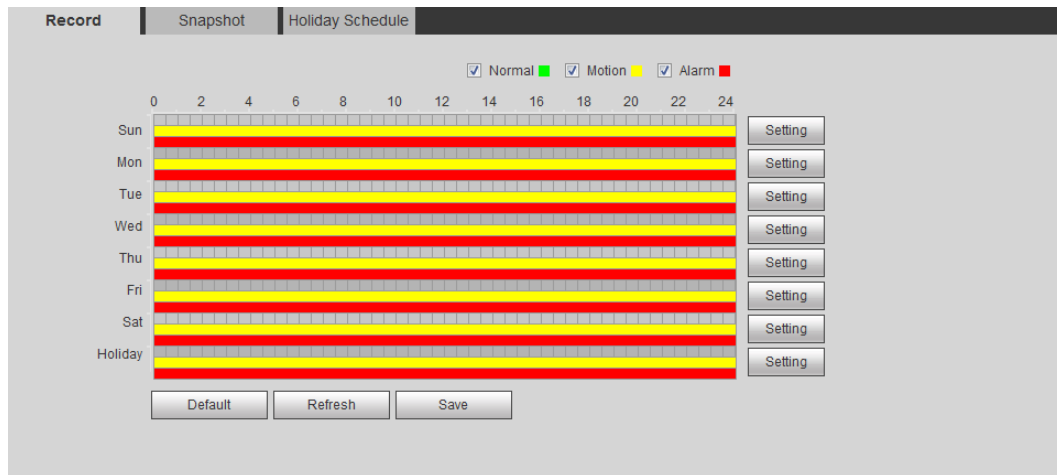 Record Snapshot Holiday Schedule
Normal Motion Alarm
0 2 4 6 8 10 12 14 16 18 20 22 24
Sun Setting
Mon Setting
Tue Setting
Wed Setting
Thu Setting
Fri Setting
Sat Setting
Holiday Setting
Default Refresh Save